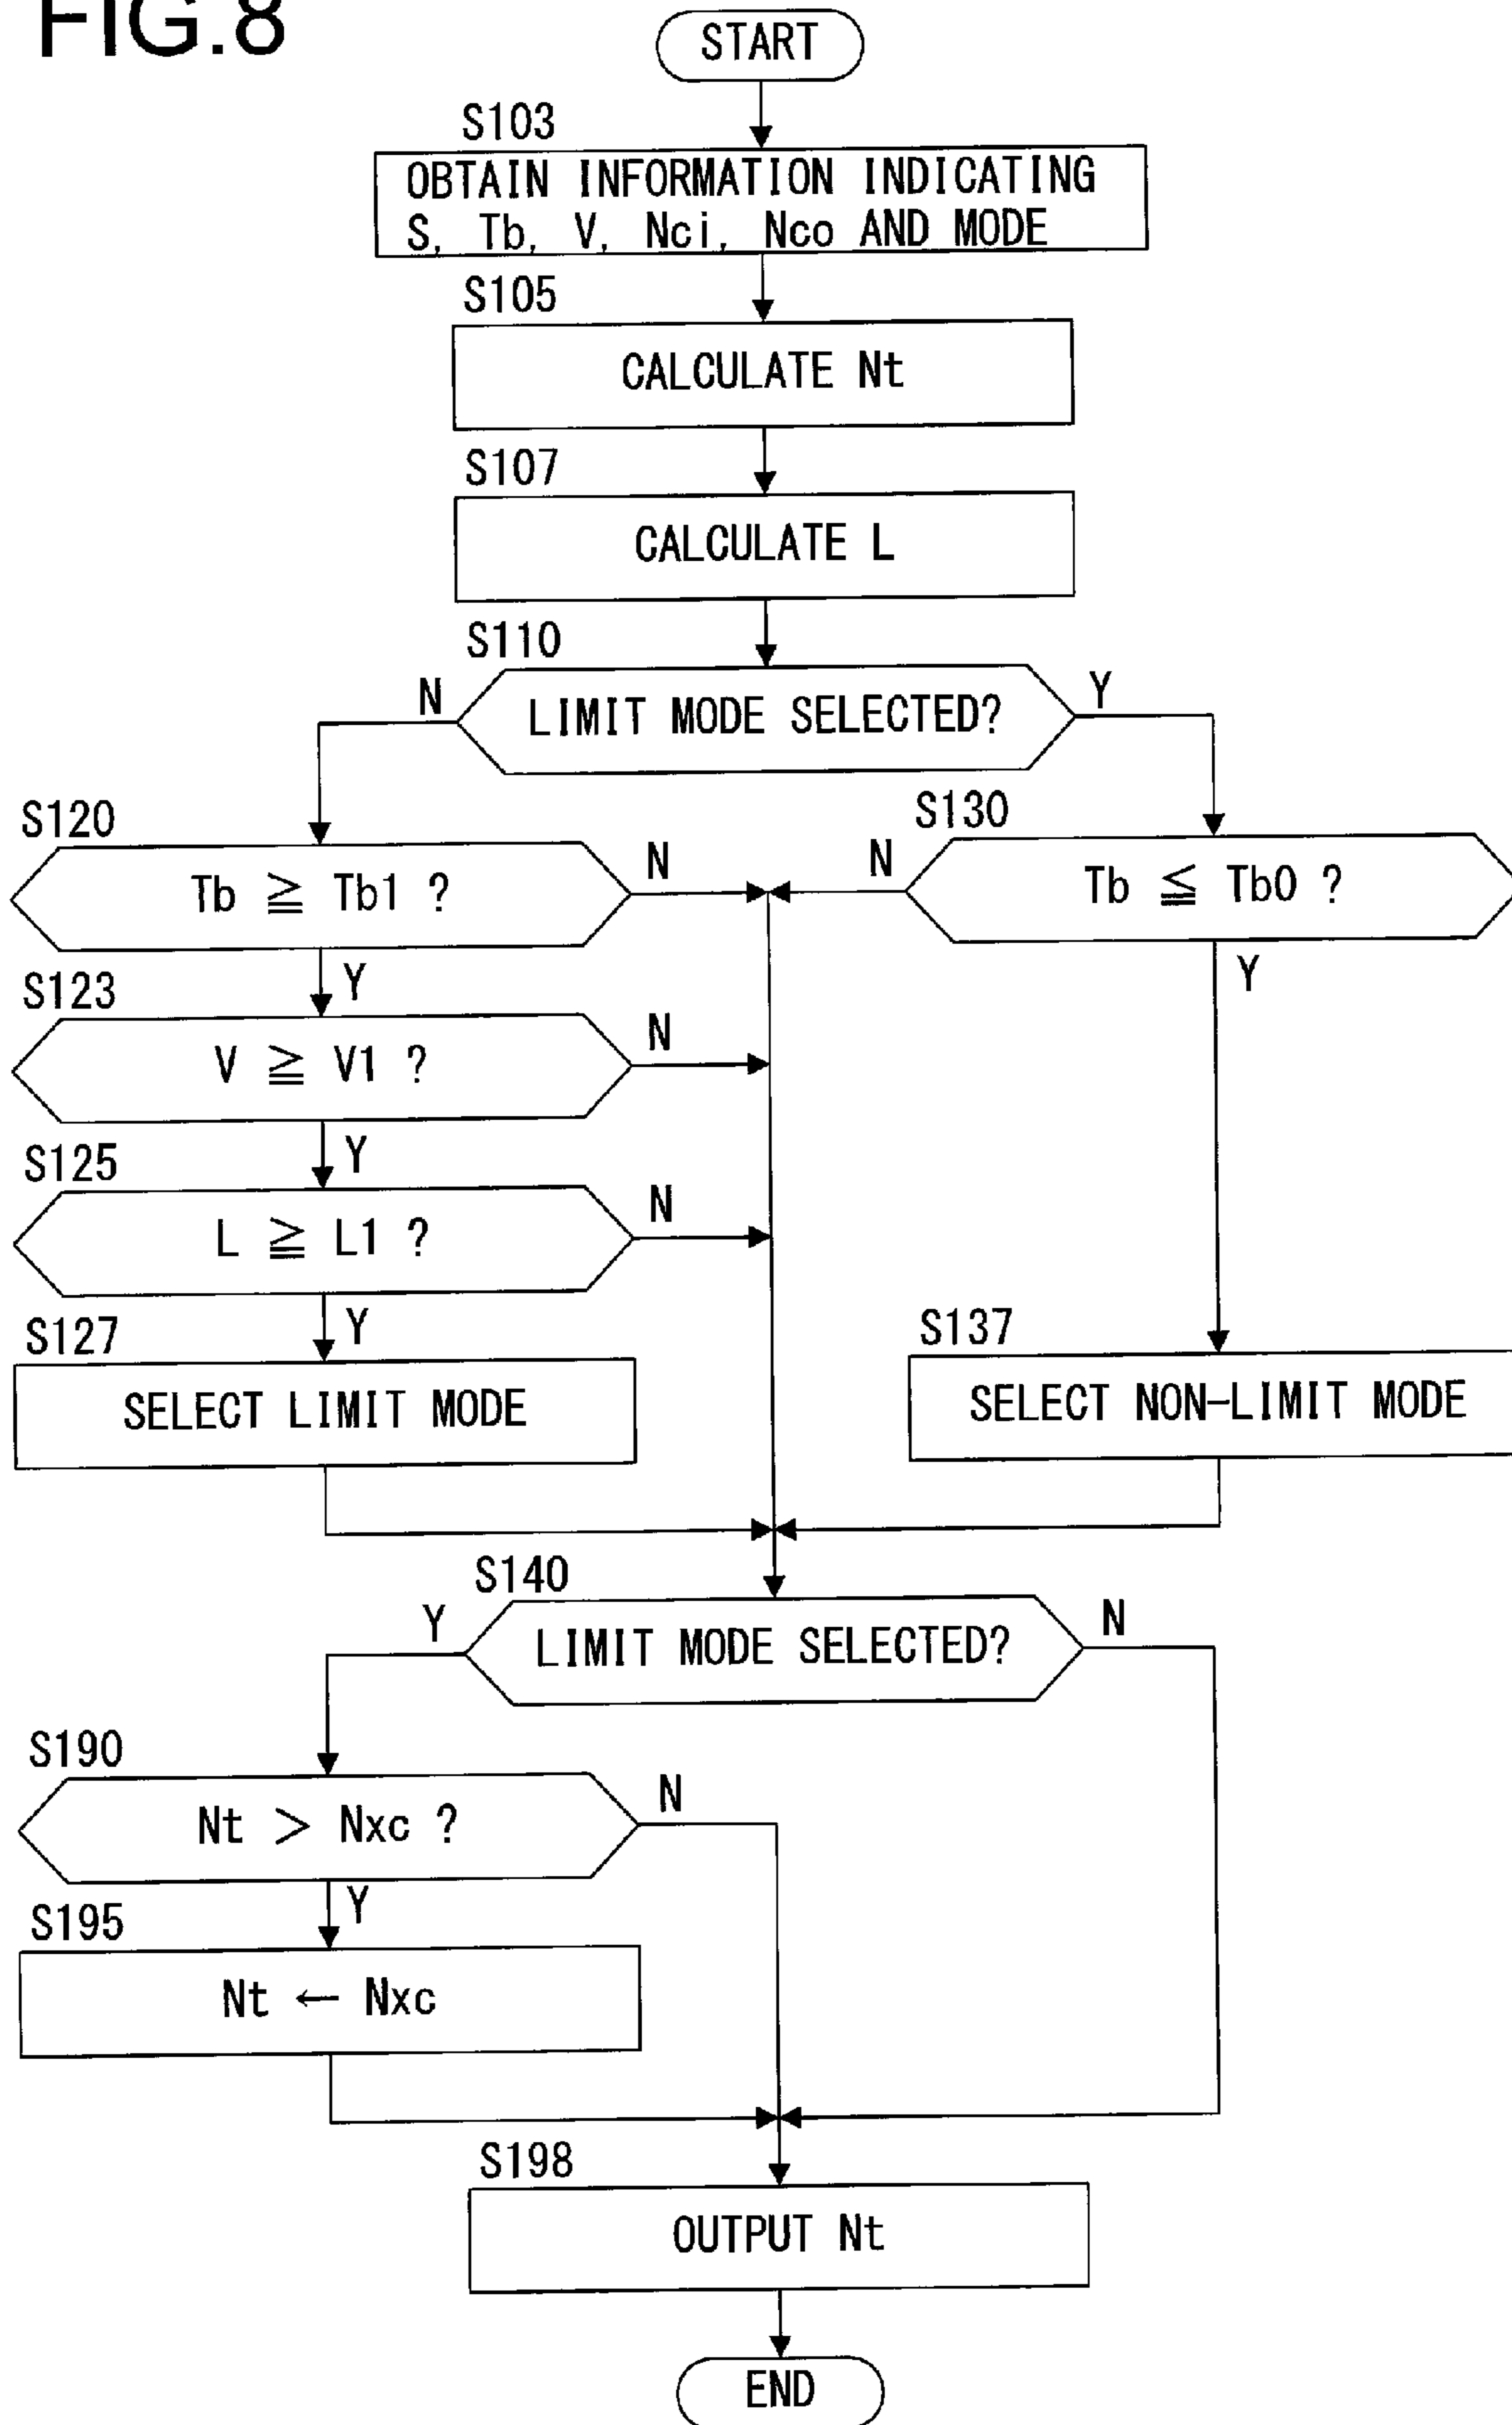 FIG.8
START
S103
OBTAIN INFORMATION INDICATING
S, Tb, V, Nci, Nco AND MODE
S105
CALCULATE Nt
S107
CALCULATE L
S110
N
LIMIT MODE SELECTED?
Y
S120
Tb ≧ Tb1 ?
N
S130
N
Tb ≦ Tb0 ?
Y
Y
S123
V ≧ V1 ?
N
Y
S125
L ≧ L1 ?
N
Y
S127
SELECT LIMIT MODE
S137
SELECT NON-LIMIT MODE
S140
Y
LIMIT MODE SELECTED?
N
S190
Nt > Nxc ?
N
Y
S195
Nt ← Nxc
S198
OUTPUT Nt
END